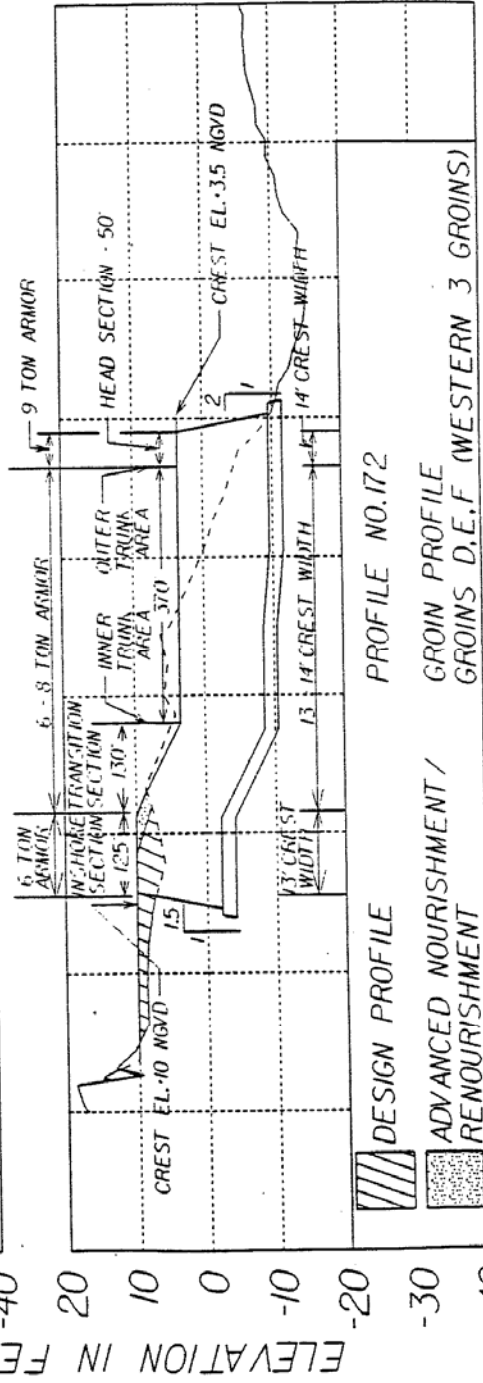 9 TON ARMOR
HEAD SECTION - 50'
CREST EL.+3.5 NGVD
6 - 8 TON ARMOR
OUTER
TRUNK
AREA
INNER
TRUNK
AREA
370'
6 TON
ARMOR
INSHORE TRANSITION
SECTION SECTION
125'
130'
CREST EL.+10 NGVD
1.5
1
2
1
13' CREST
WIDTH
13' 14' CREST WIDTH
14' CREST WIDTH
-40
20
10
0
-10
-20
-30
ELEVATION IN FE
DESIGN PROFILE
ADVANCED NOURISHMENT /
RENOURISHMENT
PROFILE NO.172
GROIN PROFILE
GROINS D,E,F (WESTERN 3 GROINS)